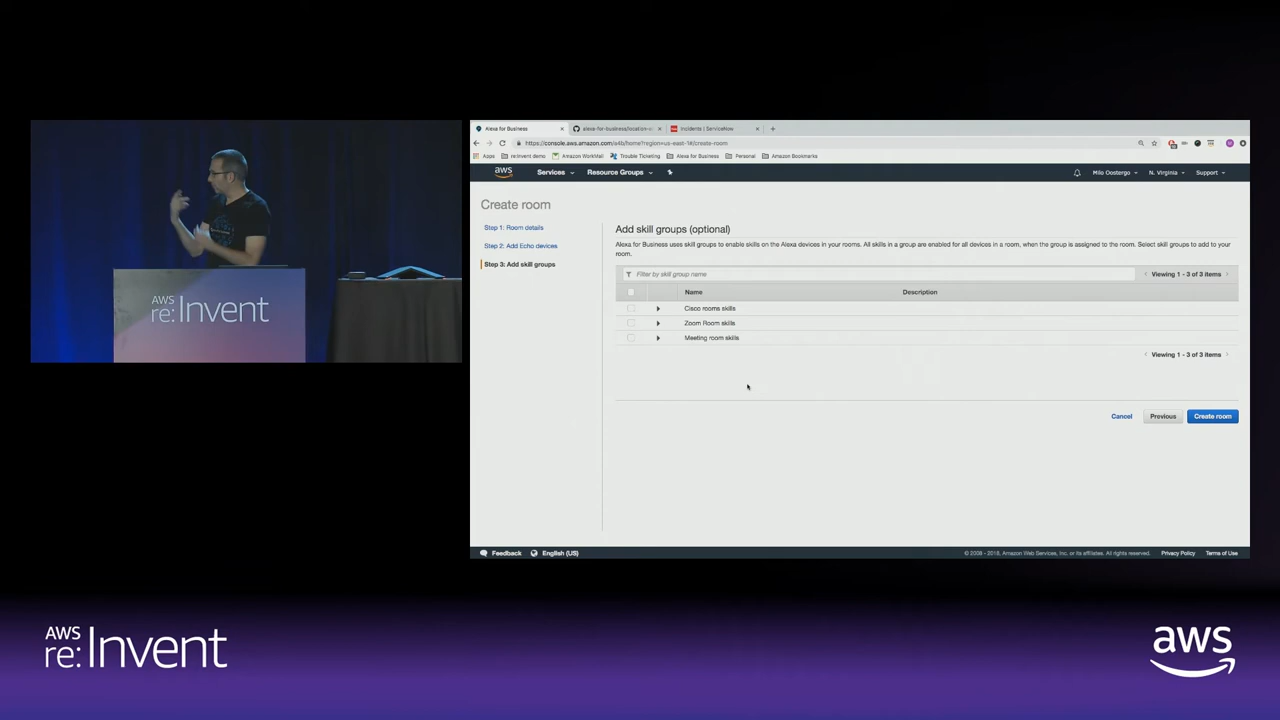 AWS
re:Invent
Alexa for Business
alexa-for-business/location-w
Incidents | ServiceNow
https://console.aws.amazon.com/a4b/home?region=us-east-1#/create-room
Apps
re:Invent demo
Amazon WorkMail
Trouble Ticketing
Alexa for Business
Personal
Amazon Bookmarks
aws
Services
Resource Groups
Milo Oostergo
N. Virginia
Support
Create room
Step 1: Room details
Step 2: Add Echo devices
Step 3: Add skill groups
Add skill groups (optional)
Alexa for Business uses skill groups to enable skills on the Alexa devices in your rooms. All skills in a group are enabled for all devices in a room, when the group is assigned to the room. Select skill groups to add to your
room.
Filter by skill group name
Viewing 1 - 3 of 3 items
Name Description
Cisco rooms skills
Zoom Room skills
Meeting room skills
Viewing 1 - 3 of 3 items
Cancel Previous Create room
Feedback English (US)
© 2008 - 2018, Amazon Web Services, Inc. or its affiliates. All rights reserved. Privacy Policy Terms of Use
AWS
re:Invent
aws